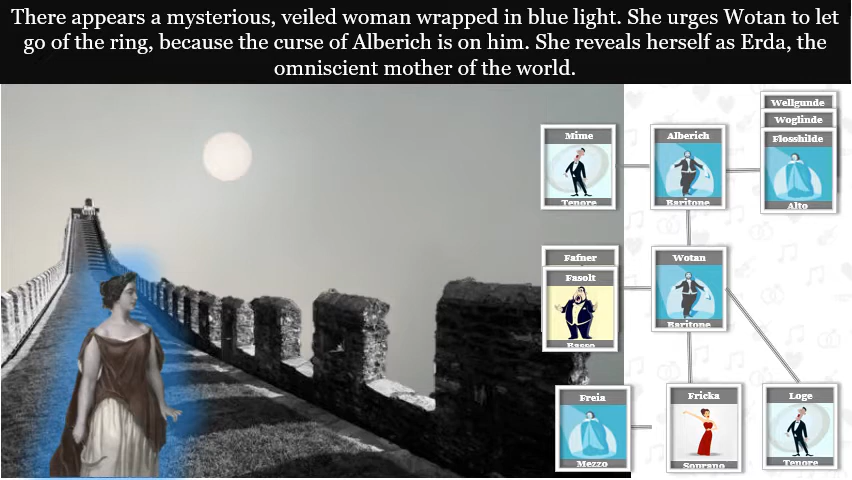 There appears a mysterious, veiled woman wrapped in blue light. She urges Wotan to let
go of the ring, because the curse of Alberich is on him. She reveals herself as Erda, the
omniscient mother of the world.
Wellgunde
Woglinde
Mime
Alberich
Flosshilde
Tenore
Baritone
Alto
Fafner
Wotan
Fasolt
Baritone
Basso
Freia
Fricka
Loge
Mezzo
Soprano
Tenore